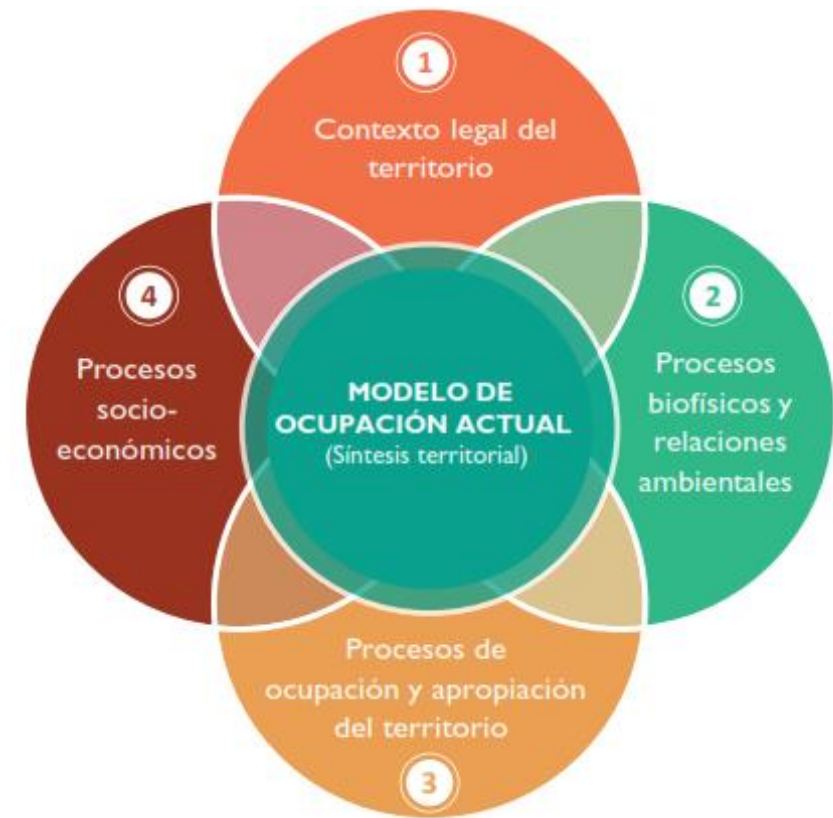 1
Contexto legal del
territorio
2
Procesos
biofísicos y
relaciones
ambientales
Procesos de
ocupación y apropiación
del territorio
3
4
Procesos
socio-
económicos
MODELO DE
OCUPACIÓN ACTUAL
(Síntesis territorial)